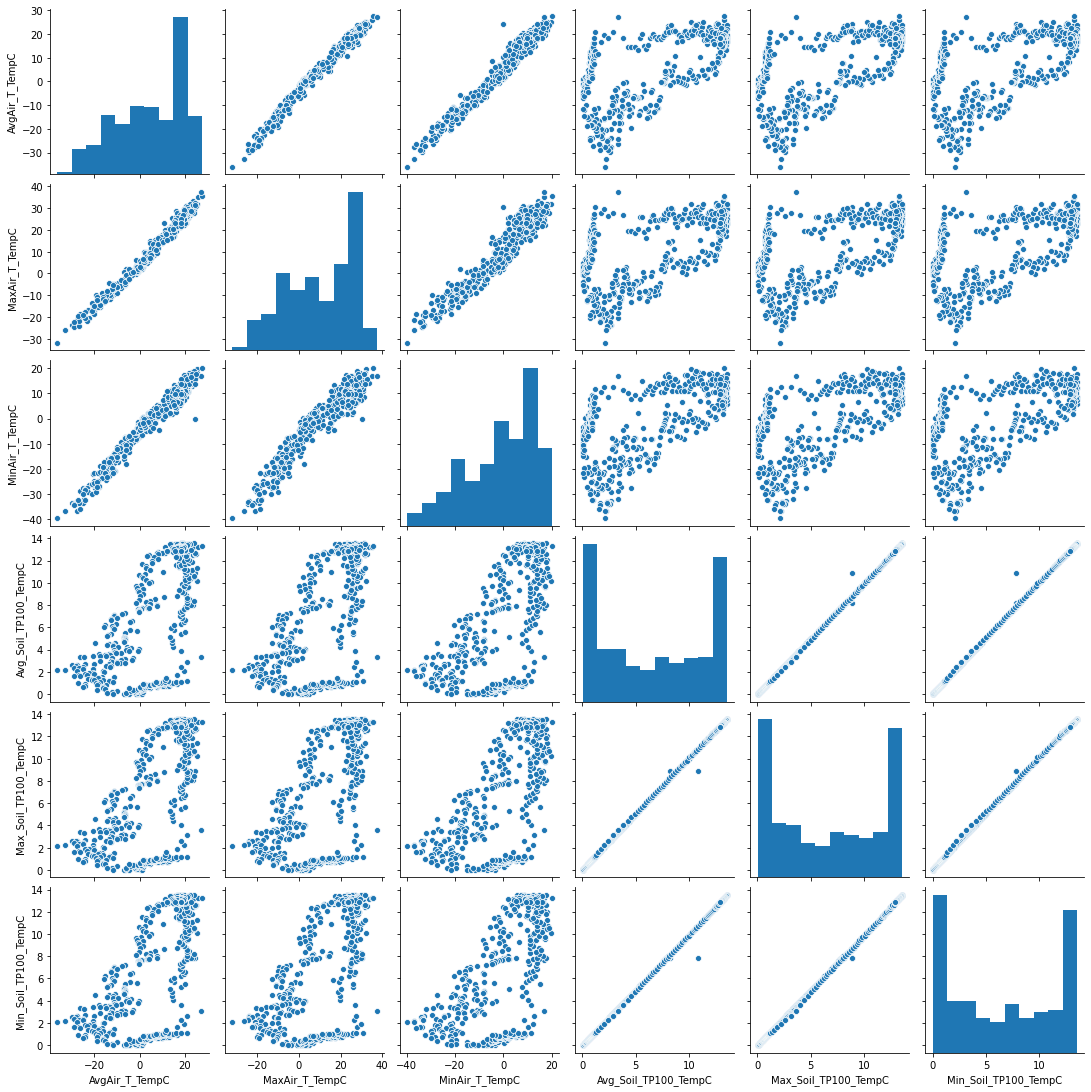 30
20
10
0
−10
−20
−30
AvgAir_T_TempC
40
30
20
10
0
−10
−20
−30
MaxAir_T_TempC
20
10
0
−10
−20
−30
−40
MinAir_T_TempC
14
12
10
8
6
4
2
0
Avg_Soil_TP100_TempC
14
12
10
8
6
4
2
0
Max_Soil_TP100_TempC
14
12
10
8
6
4
2
0
Min_Soil_TP100_TempC
−20 0 20
AvgAir_T_TempC
−20 0 20 40
MaxAir_T_TempC
−40 −20 0 20
MinAir_T_TempC
0 5 10
Avg_Soil_TP100_TempC
0 5 10
Max_Soil_TP100_TempC
0 5 10
Min_Soil_TP100_TempC